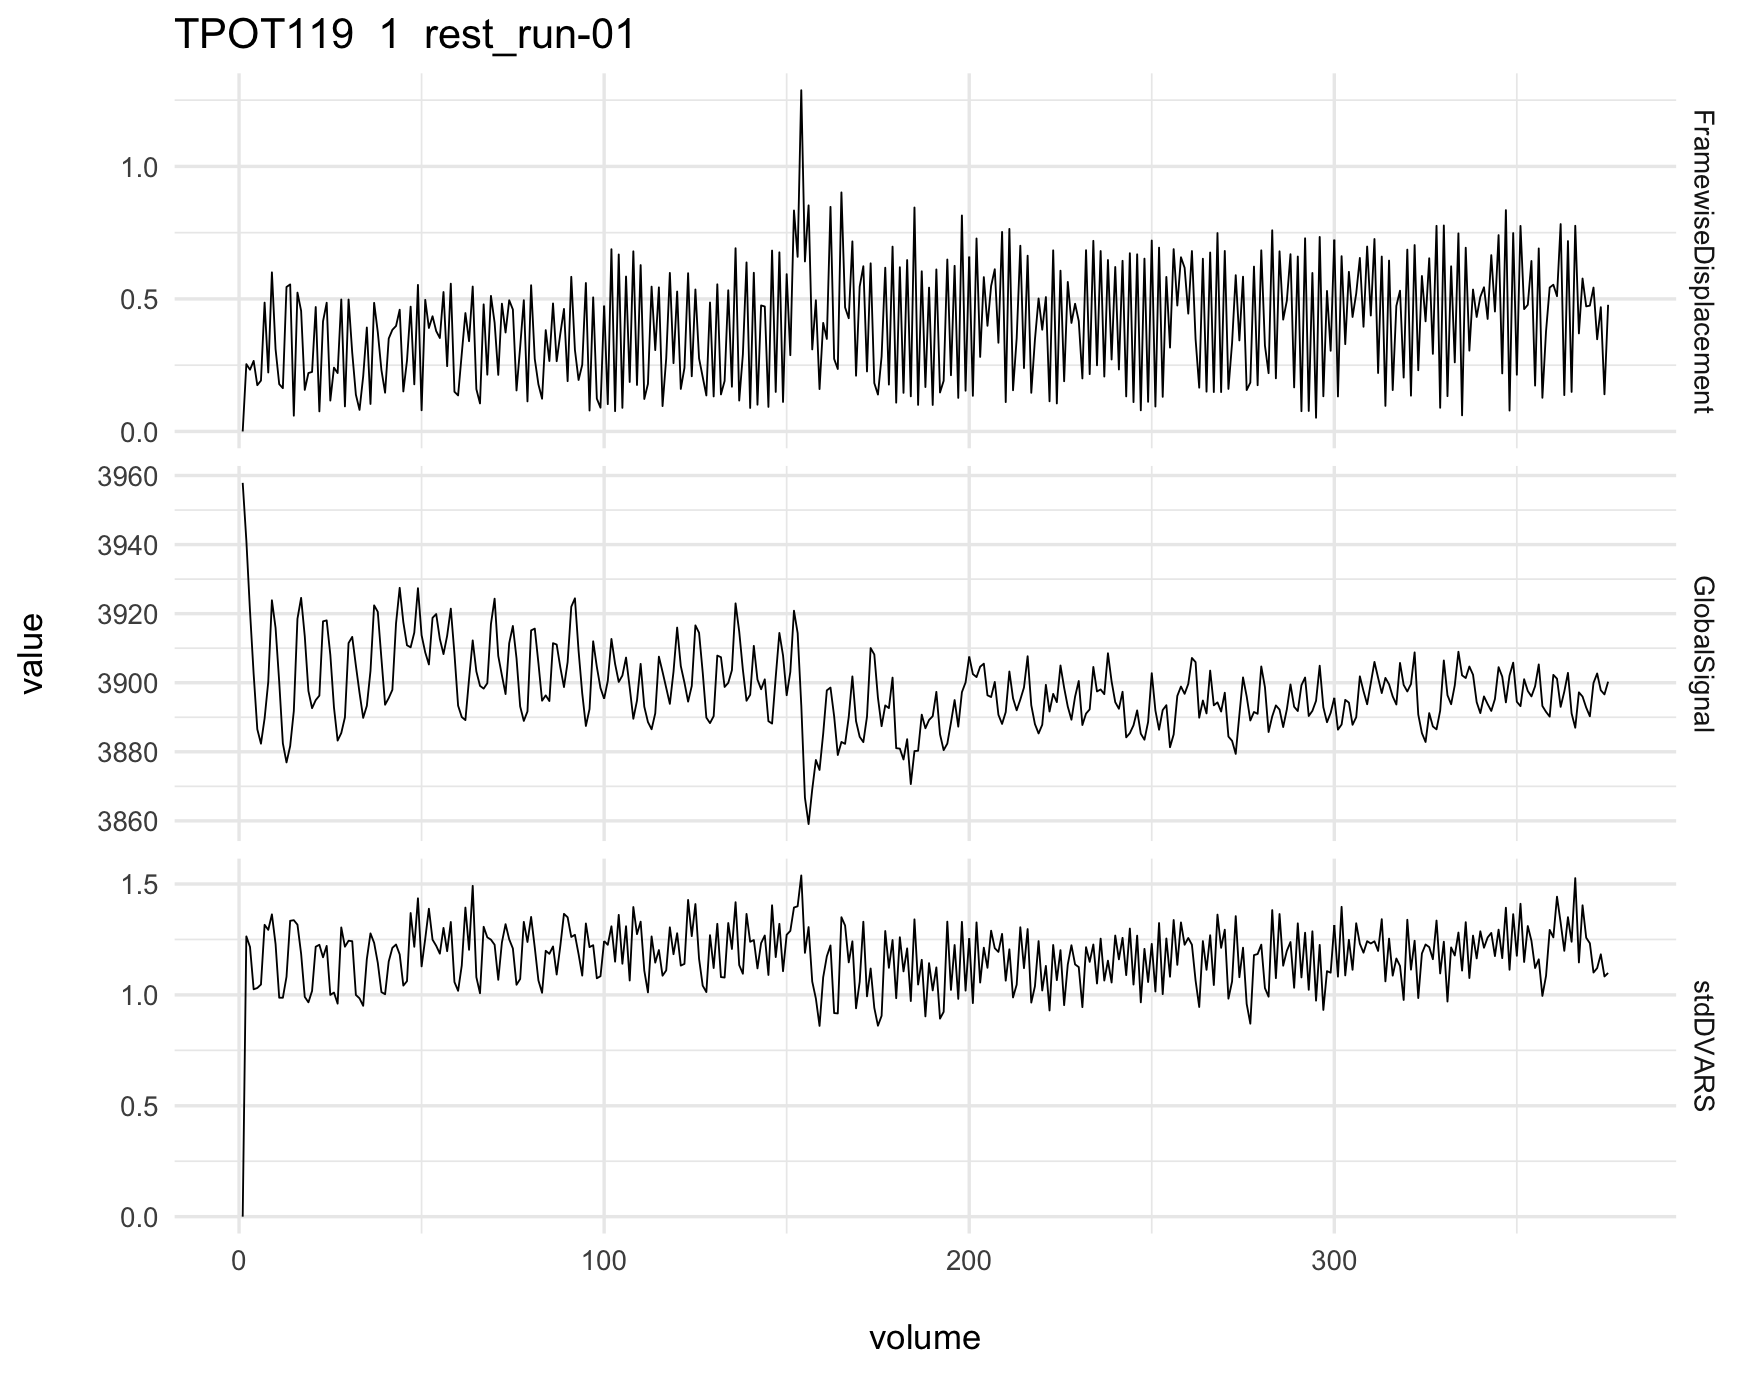 TPOT119 1 rest_run-01
1.0
0.5
0.0
FramewiseDisplacement
3960
3940
3920
3900
3880
3860
GlobalSignal
value
1.5
1.0
0.5
0.0
stdDVARS
0 100 200 300
volume